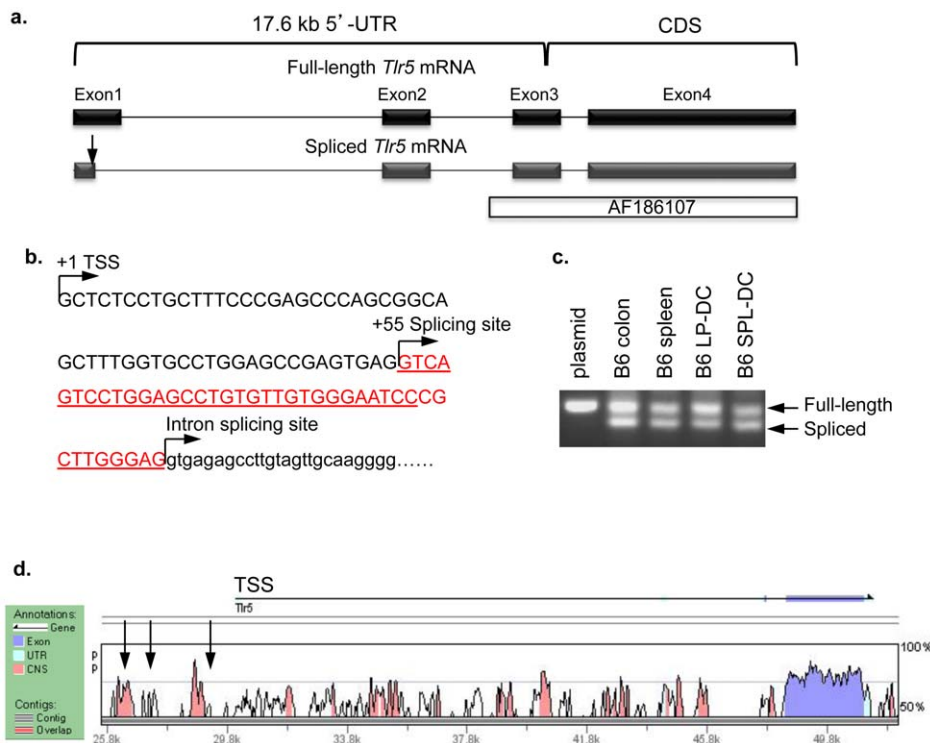 a.
17.6 kb 5’-UTR
CDS
Full-length Tlr5 mRNA
Exon1
Exon2
Exon3
Exon4
Spliced Tlr5 mRNA
AF186107
b.
+1 TSS
GCTCTCCTGCTTTCCCGAGCCCAGCGGCA
+55 Splicing site
GCTTTGGTGCCTGGAGCCGAGTGAGGTCA
GTCCTGGAGCCTGTGTTGTGGGAATCCCG
Intron splicing site
CTTGGGAGgtgagagccttgtagttgcaagggg......
c.
plasmid
B6 colon
B6 spleen
B6 LP-DC
B6 SPL-DC
Full-length
Spliced
d.
TSS
Tlr5
Annotations:
Gene
Exon
UTR
CNS
Contigs:
Contig
Overlap
P
P
100%
50%
25.8k
29.8k
33.8k
37.8k
41.8k
45.8k
49.8k